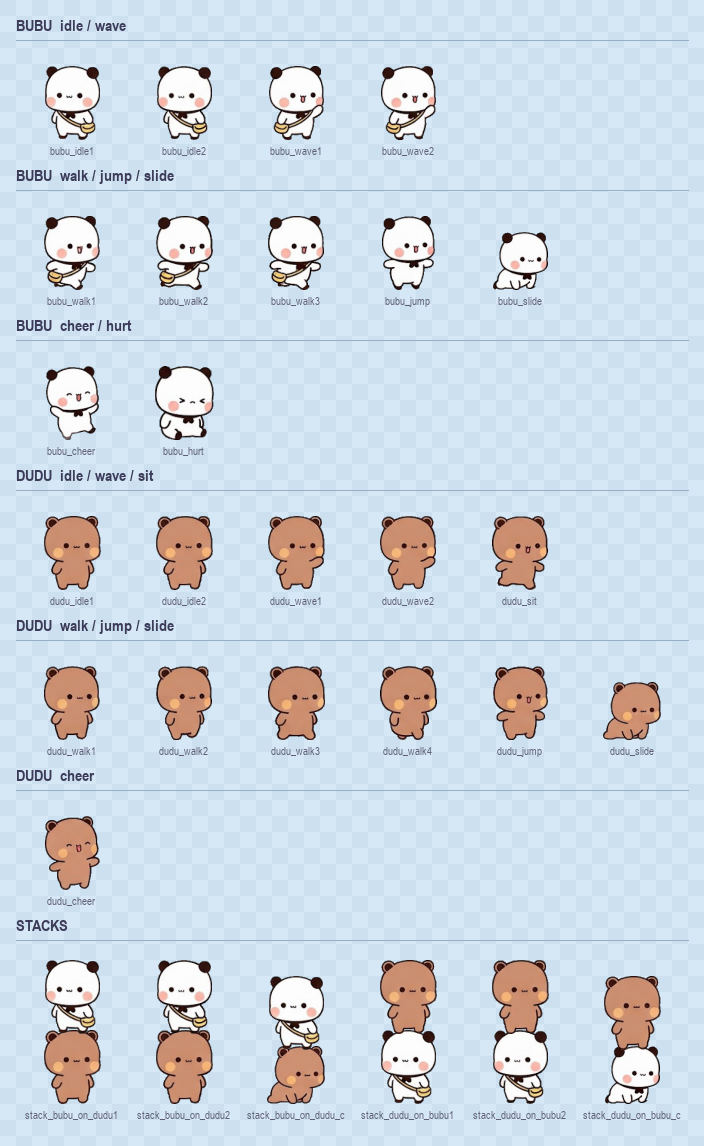 BUBU idle / wave
bubu_idle1 bubu_idle2 bubu_wave1 bubu_wave2
BUBU walk / jump / slide
bubu_walk1 bubu_walk2 bubu_walk3 bubu_jump bubu_slide
BUBU cheer / hurt
bubu_cheer bubu_hurt
DUDU idle / wave / sit
dudu_idle1 dudu_idle2 dudu_wave1 dudu_wave2 dudu_sit
DUDU walk / jump / slide
dudu_walk1 dudu_walk2 dudu_walk3 dudu_walk4 dudu_jump dudu_slide
DUDU cheer
dudu_cheer
STACKS
stack_bubu_on_dudu1 stack_bubu_on_dudu2 stack_bubu_on_dudu_c stack_dudu_on_bubu1 stack_dudu_on_bubu2 stack_dudu_on_bubu_c